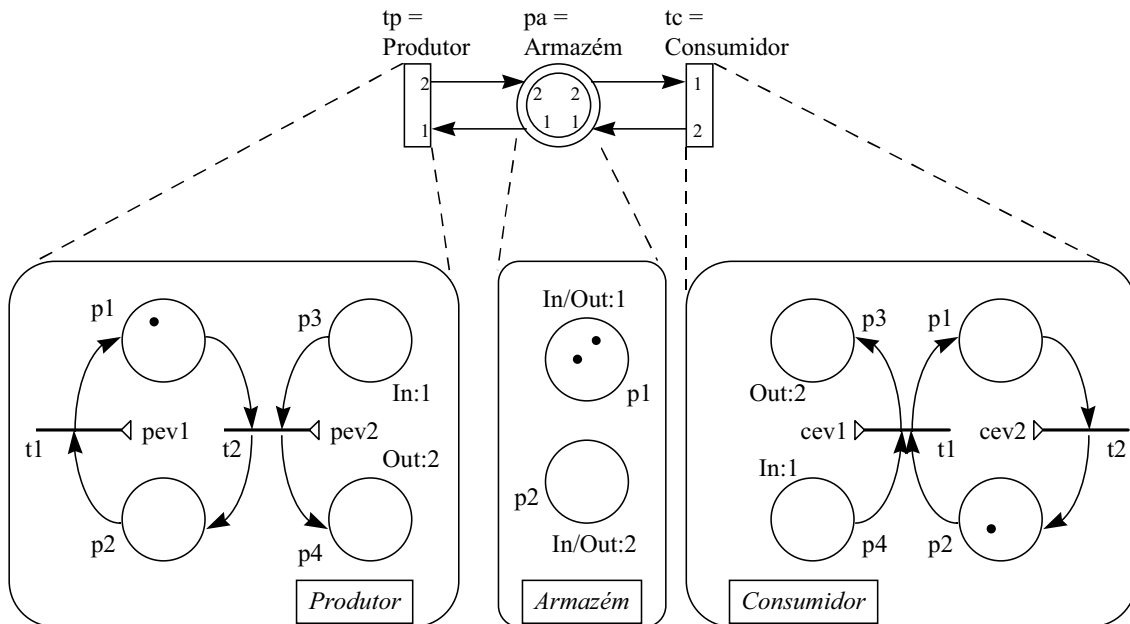 tp =
Produtor
pa =
Armazém
tc =
Consumidor
2
1
2 2
1 1
1
2
p1
p3
In:1
t1
pev1
t2
pev2
Out:2
p2
p4
Produtor
In/Out:1
p1
p2
In/Out:2
Armazém
p3
p1
Out:2
cev1
t1
cev2
t2
In:1
p4
p2
Consumidor